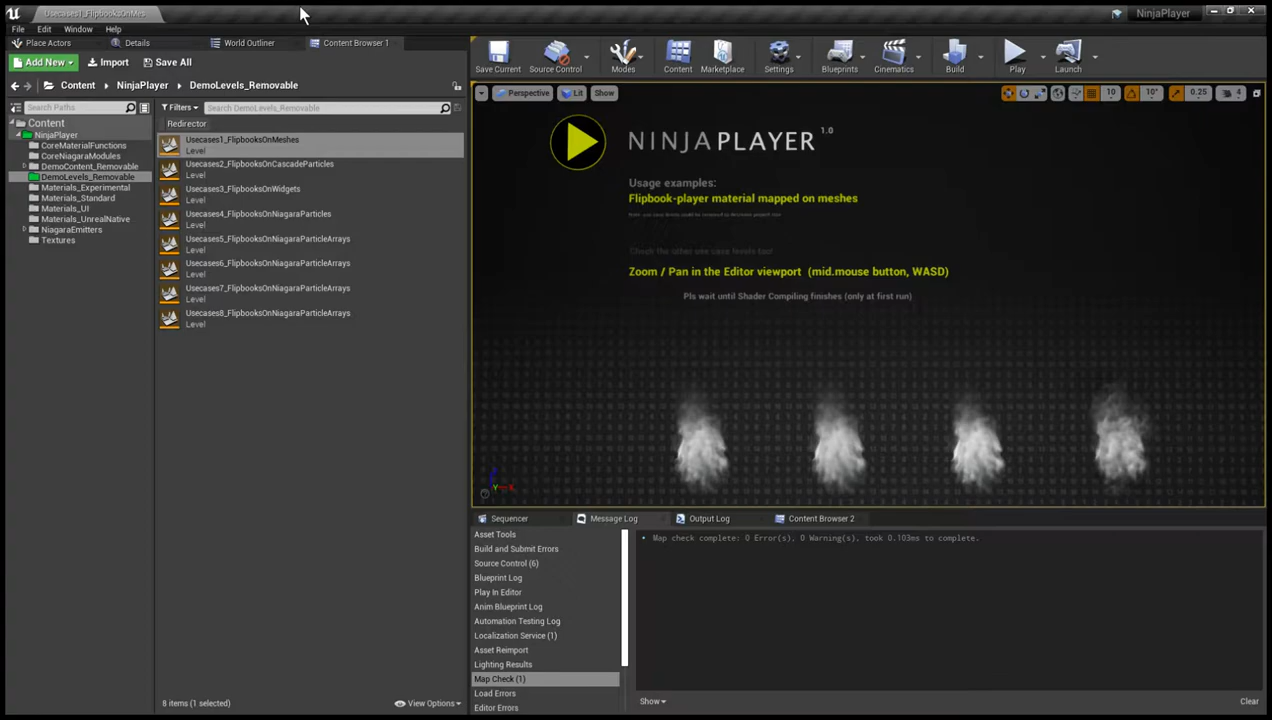 Usecases1_FlipbooksOnMes
NinjaPlayer
File Edit Window Help
Place Actors Details World Outliner Content Browser 1
Add New Import Save All
Content NinjaPlayer DemoLevels_Removable
Search Paths
Filters Search DemoLevels_Removable
Redirector
Content
NinjaPlayer
CoreMaterialFunctions
CoreNiagaraModules
DemoContent_Removable
DemoLevels_Removable
Materials_Experimental
Materials_Standard
Materials_UI
Materials_UnrealNative
NiagaraEmitters
Textures
Usecases1_FlipbooksOnMeshes
Level
Usecases2_FlipbooksOnCascadeParticles
Level
Usecases3_FlipbooksOnWidgets
Level
Usecases4_FlipbooksOnNiagaraParticles
Level
Usecases5_FlipbooksOnNiagaraParticleArrays
Level
Usecases6_FlipbooksOnNiagaraParticleArrays
Level
Usecases7_FlipbooksOnNiagaraParticleArrays
Level
Usecases8_FlipbooksOnNiagaraParticleArrays
Level
8 items (1 selected) View Options
Save Current Source Control Modes Content Marketplace Settings Blueprints Cinematics Build Play Launch
Perspective Lit Show 10 10° 0.25 4
NINJAPLAYER 1.0
Usage examples:
Flipbook-player material mapped on meshes
Check the other use case levels too!
Zoom / Pan in the Editor viewport (mid.mouse button, WASD)
Pls wait until Shader Compiling finishes (only at first run)
Sequencer Message Log Output Log Content Browser 2
Asset Tools
Build and Submit Errors
Source Control (6)
Blueprint Log
Play In Editor
Anim Blueprint Log
Automation Testing Log
Localization Service (1)
Asset Reimport
Lighting Results
Map Check (1)
Load Errors
Editor Errors
Map check complete: 0 Error(s), 0 Warning(s), took 0.103ms to complete.
Show Clear